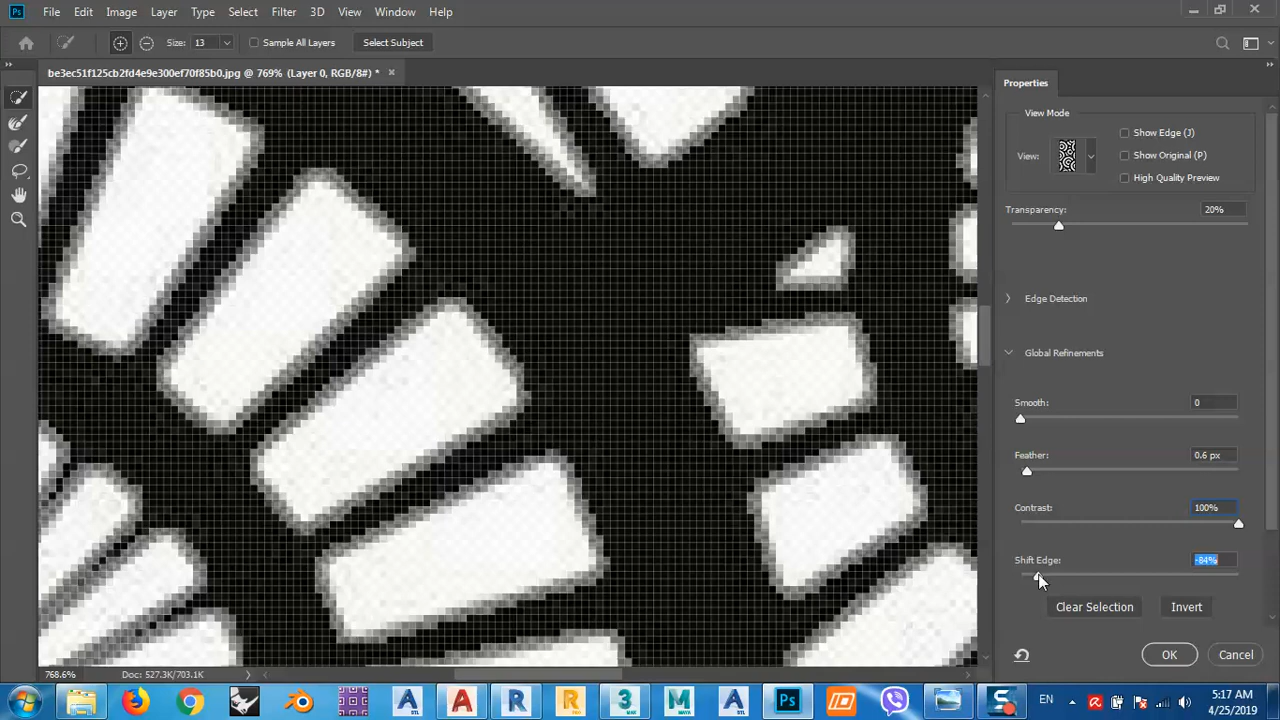 Ps File Edit Image Layer Type Select Filter 3D View Window Help
Size: 13 Sample All Layers Select Subject
be3ec51f125cb2fd4e9e300ef70f85b0.jpg @ 769% (Layer 0, RGB/8#) *
Properties
View Mode
Show Edge (J)
View: Show Original (P)
High Quality Preview
Transparency: 20%
Edge Detection
Global Refinements
Smooth: 0
Feather: 0.6 px
Contrast: 100%
Shift Edge: -84%
Clear Selection Invert
OK Cancel
768.6% Doc: 527.3K/703.1K
EN 5:17 AM
4/25/2019